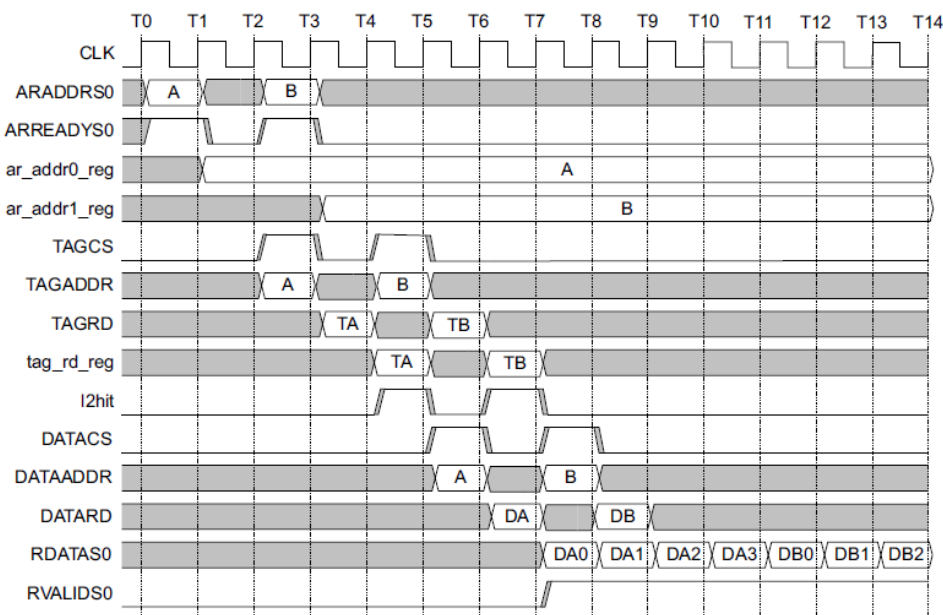 T0 T1 T2 T3 T4 T5 T6 T7 T8 T9 T10 T11 T12 T13 T14
CLK
ARADDRS0 A B
ARREADYS0
ar_addr0_reg A
ar_addr1_reg B
TAGCS
TAGADDR A B
TAGRD TA TB
tag_rd_reg TA TB
l2hit
DATACS
DATAADDR A B
DATARD DA DB
RDATAS0 DA0 DA1 DA2 DA3 DB0 DB1 DB2
RVALIDS0